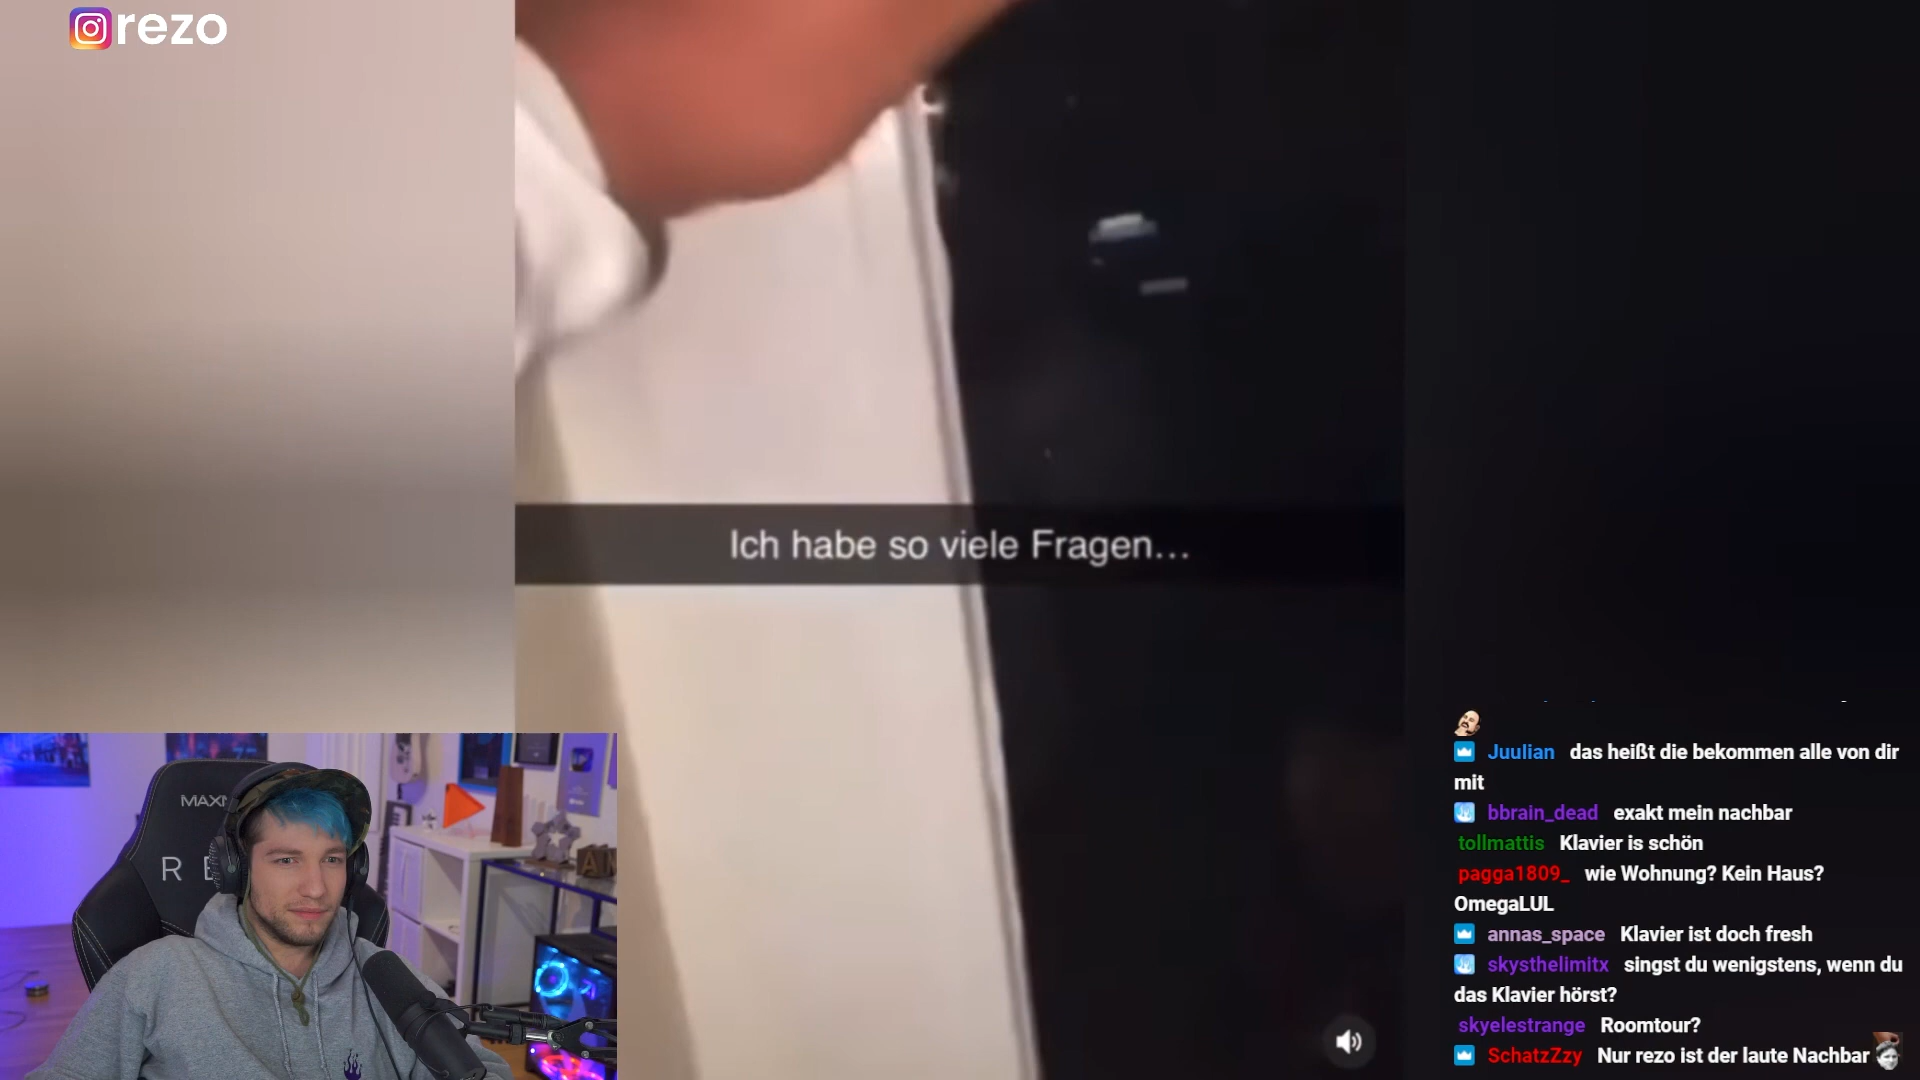 rezo
Ich habe so viele Fragen...
MAX
R
AN
Juulian das heißt die bekommen alle von dir
mit
bbrain_dead exakt mein nachbar
tollmattis Klavier is schön
pagga1809_ wie Wohnung? Kein Haus?
OmegaLUL
annas_space Klavier ist doch fresh
skysthelimitx singst du wenigstens, wenn du
das Klavier hörst?
skyelestrange Roomtour?
SchatzZzy Nur rezo ist der laute Nachbar